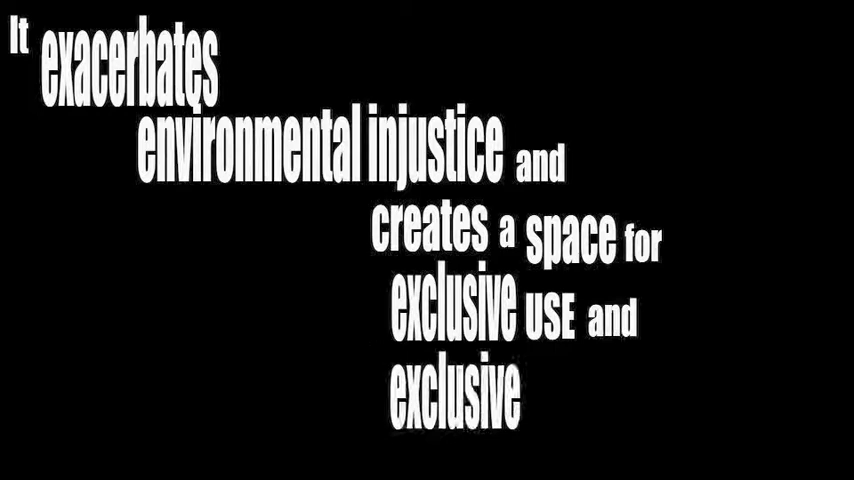 It
exacerbates
environmental injustice and
creates a space for
exclusive USE and
exclusive